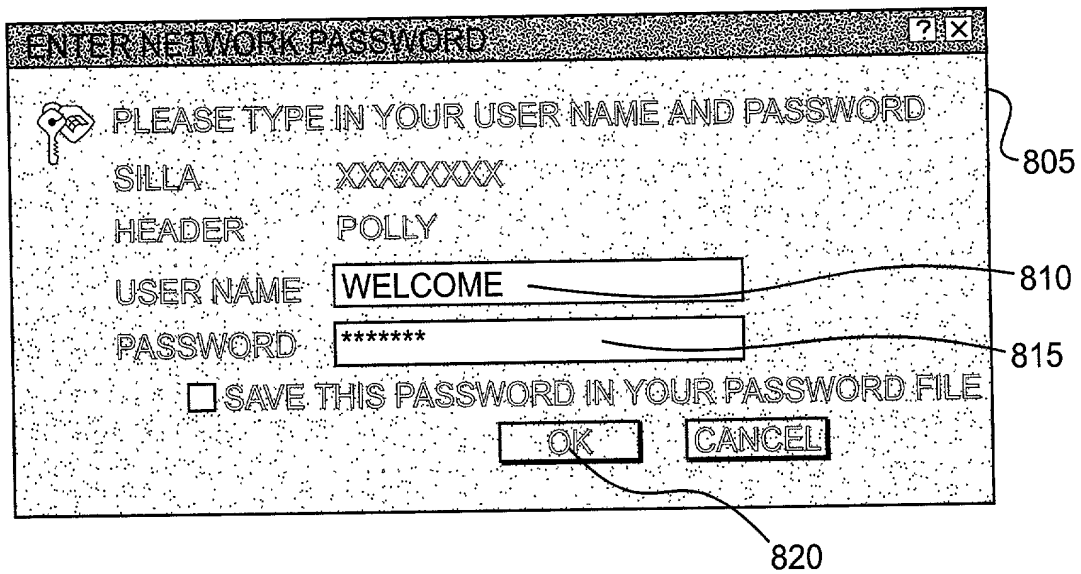 ENTER NETWORK PASSWORD ? X
PLEASE TYPE IN YOUR USER NAME AND PASSWORD
805
SILLA XXXXXXXX
HEADER POLLY
USER NAME WELCOME 810
PASSWORD ******* 815
SAVE THIS PASSWORD IN YOUR PASSWORD FILE
OK CANCEL
820